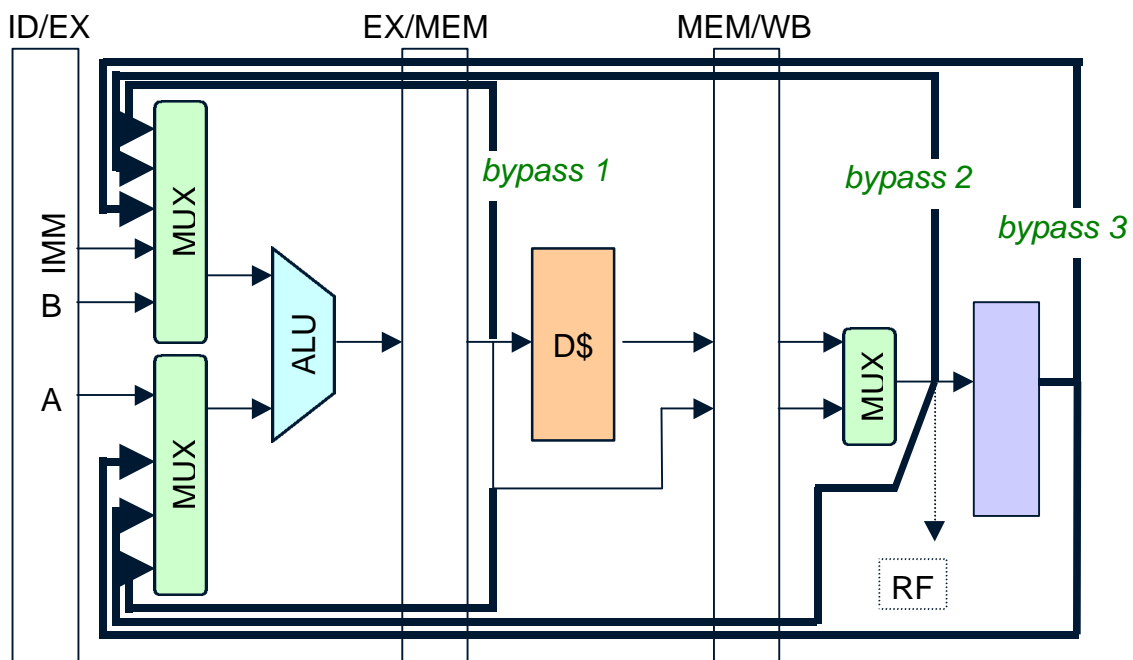 ID/EX
EX/MEM
MEM/WB
bypass 1
bypass 2
bypass 3
MUX
IMM
B
ALU
D$
MUX
A
MUX
RF